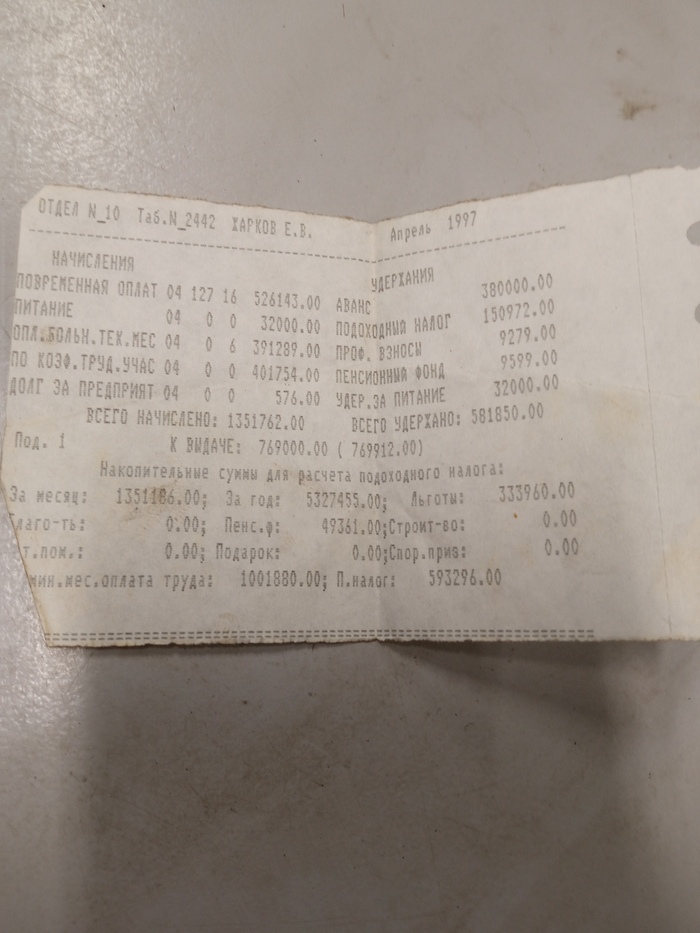 ОТДЕЛ N_10 Таб.N_2442 ХАРКОВ Е.В. Апрель 1997
НАЧИСЛЕНИЯ УДЕРХАНИЯ
ПОВРЕМЕННАЯ ОПЛАТ 04 127 16 526143.00 АВАНС 380000.00
ПИТАНИЕ 04 0 0 32000.00 ПОДОХОДНЫЙ НАЛОГ 150972.00
ОПЛ.БОЛЬН.ТЕК.МЕС 04 0 6 391289.00 ПРОФ. ВЗНОСЫ 9279.00
ПО КОЭФ.ТРУД.УЧАС 04 0 0 401754.00 ПЕНСИОННЫЙ ФОНД 9599.00
ДОЛГ ЗА ПРЕДПРИЯТ 04 0 0 576.00 УДЕР.ЗА ПИТАНИЕ 32000.00
ВСЕГО НАЧИСЛЕНО: 1351762.00 ВСЕГО УДЕРХАНО: 581850.00
Под. 1 К ВЫДАЧЕ: 769000.00 ( 769912.00)
Накопительные суммы для расчета подоходного налога:
За месяц: 1351186.00; За год: 5327455.00; Льготы: 333960.00
лаго-ть: 0.00; Пенс.ф: 49361.00;Строит-во: 0.00
т.пом.: 0.00; Подарок: 0.00;Спор.приз: 0.00
мин.мес.оплата труда: 1001880.00; П.налог: 593296.00